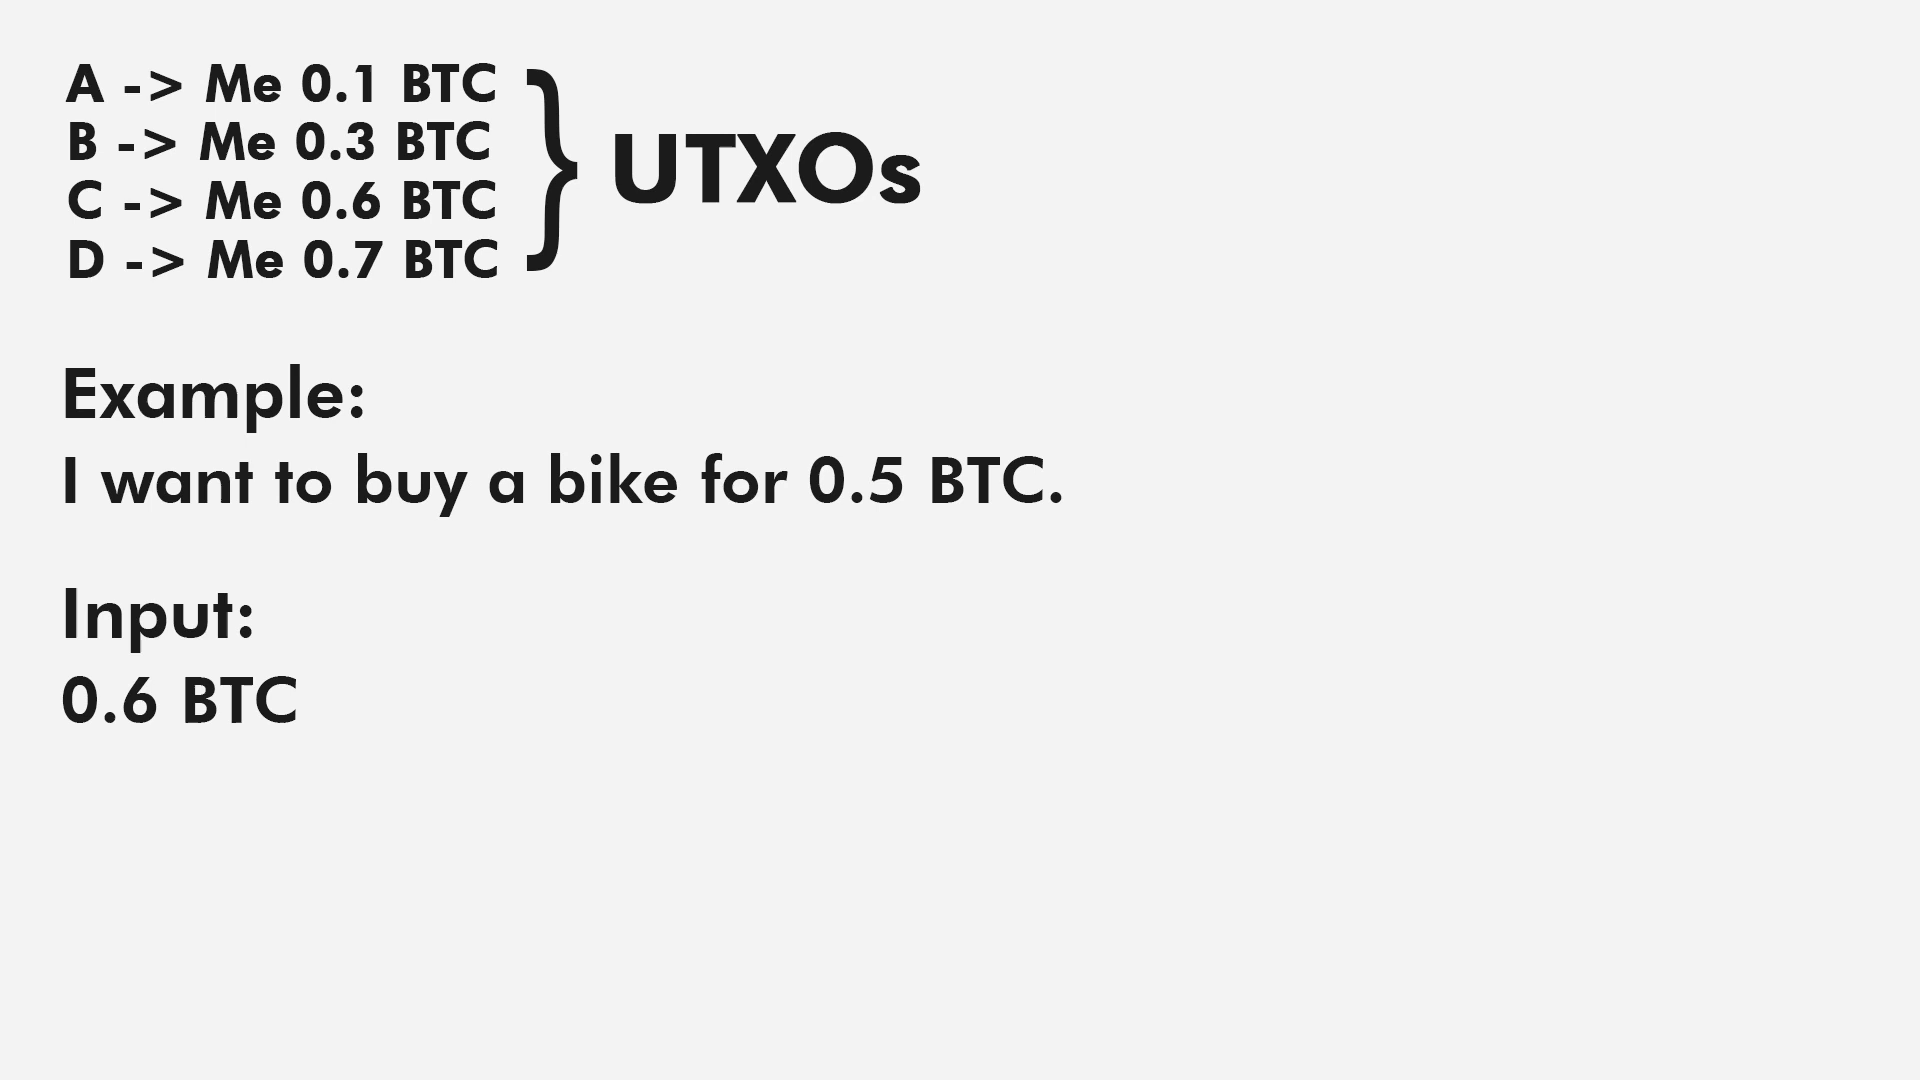 A -> Me 0.1 BTC
B -> Me 0.3 BTC
C -> Me 0.6 BTC
D -> Me 0.7 BTC
} UTXOs
Example:
I want to buy a bike for 0.5 BTC.
Input:
0.6 BTC